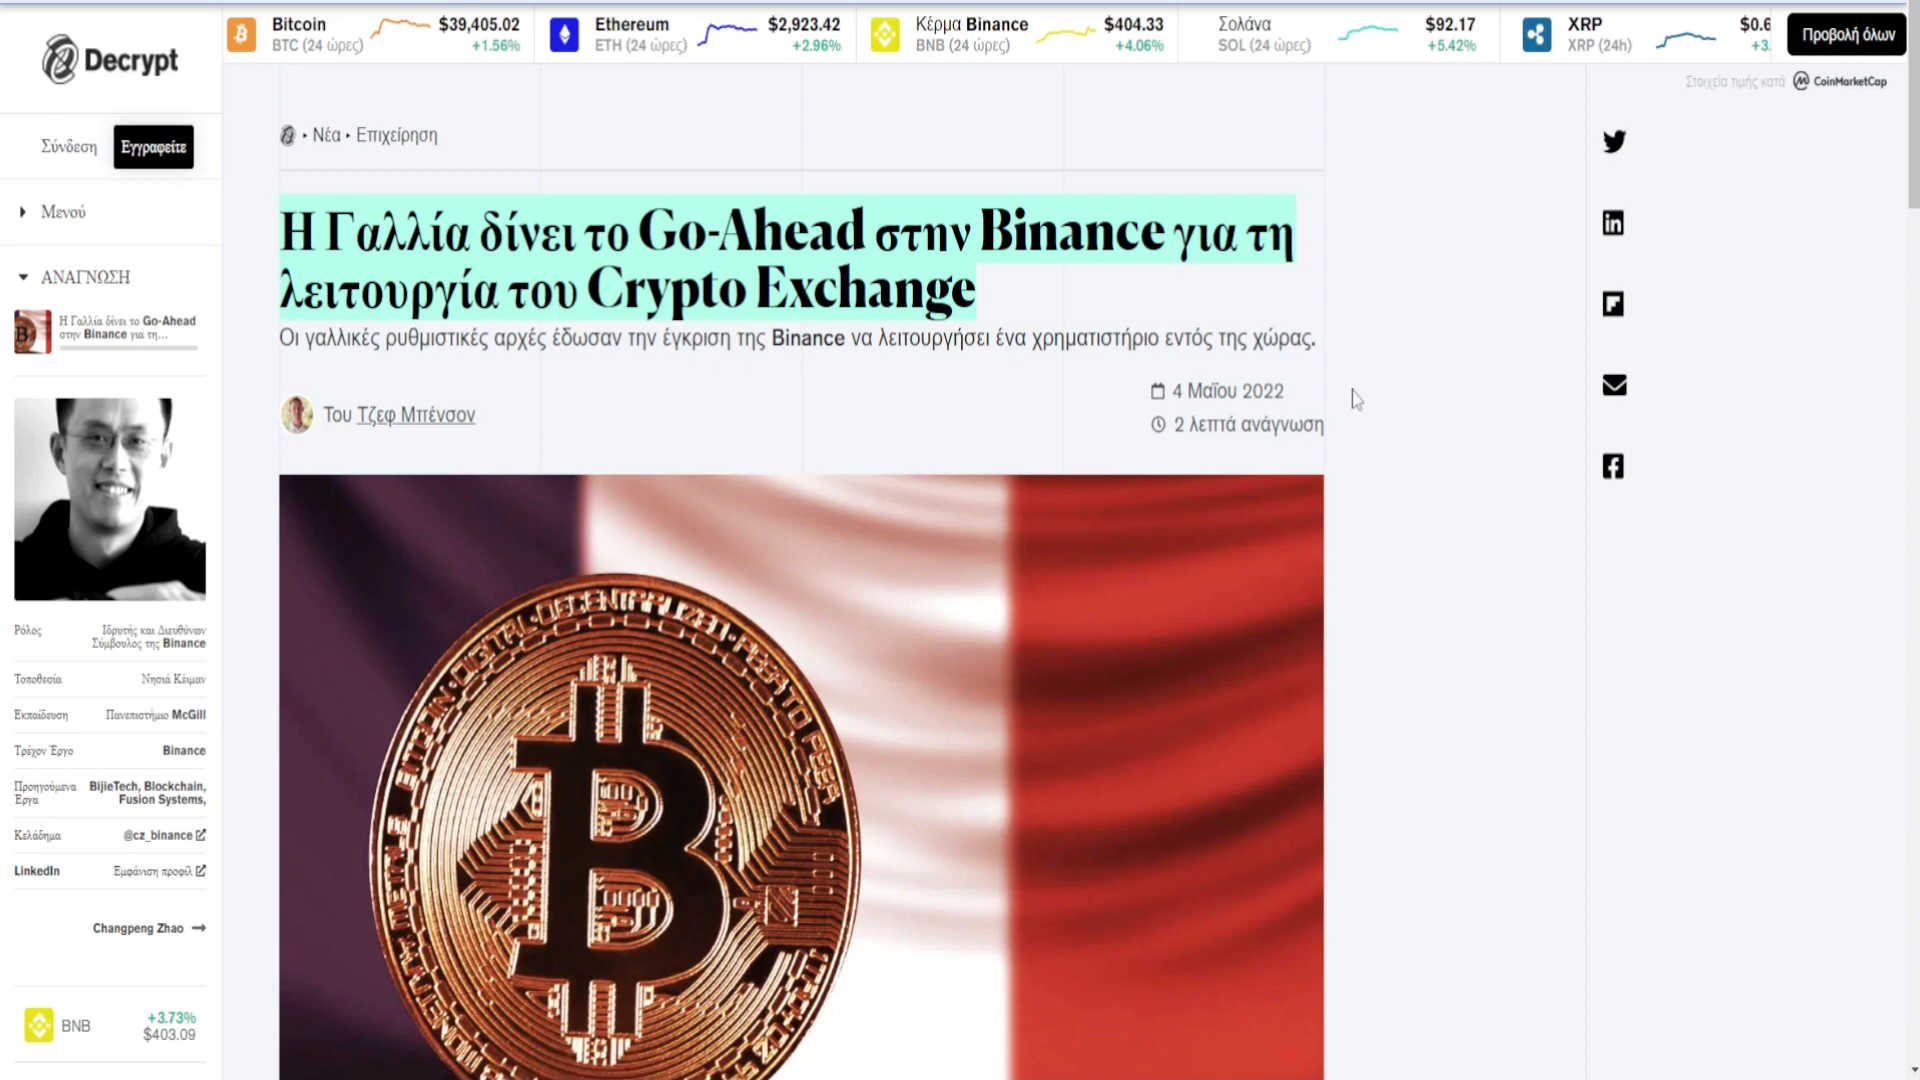 Decrypt
Bitcoin
BTC (24 ώρες)
$39,405.02
+1.56%
Ethereum
ETH (24 ώρες)
$2,923.42
+2.96%
Κέρμα Binance
BNB (24 ώρες)
$404.33
+4.06%
Σολάνα
SOL (24 ώρες)
$92.17
+5.42%
XRP
XRP (24h)
$0.6
+3.
Προβολή όλων
Στοιχεία τιμής κατά CoinMarketCap
Σύνδεση
Εγγραφείτε
Μενού
ΑΝΑΓΝΩΣΗ
Η Γαλλία δίνει το Go-Ahead
στην Binance για τη...
Ρόλος
Ιδρυτής και Διευθύνων
Σύμβουλος της Binance
Τοποθεσία
Νησιά Κέιμαν
Εκπαίδευση
Πανεπιστήμιο McGill
Τρέχον Έργο
Binance
Προηγούμενα
Έργα
BijieTech, Blockchain,
Fusion Systems,
Κελάδημα
@cz_binance
LinkedIn
Εμφάνιση προφίλ
Changpeng Zhao
BNB
+3.73%
$403.09
Νέα
Επιχείρηση
Η Γαλλία δίνει το Go-Ahead στην Binance για τη
λειτουργία του Crypto Exchange
Οι γαλλικές ρυθμιστικές αρχές έδωσαν την έγκριση της Binance να λειτουργήσει ένα χρηματιστήριο εντός της χώρας.
Του Τζεφ Μπένσον
4 Μαΐου 2022
2 λεπτά ανάγνωση
DIGITAL
DECENTRALIZED
PEER TO PEER